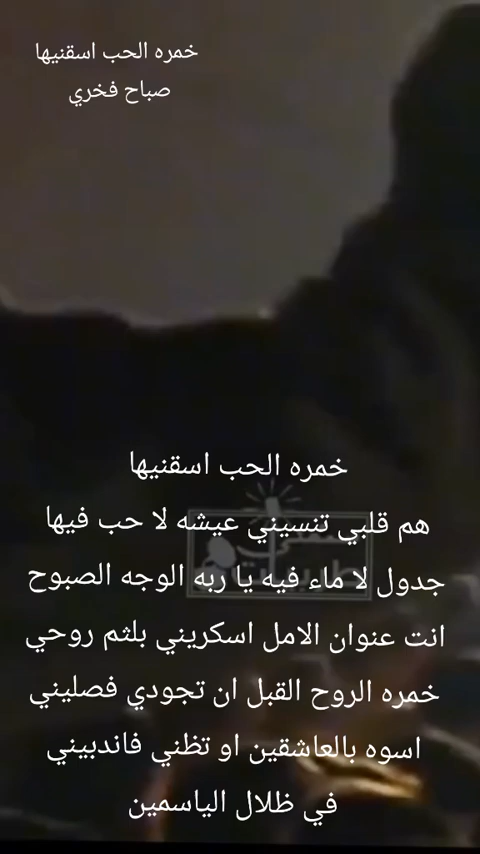 خمره الحب اسقنيها
صباح فخري
خمره الحب اسقنيها
هم قلبي تنسيني عيشه لا حب فيها
جدول لا ماء فيه يا ربه الوجه الصبوح
انت عنوان الامل اسكريني بلثم روحي
خمره الروح القبل ان تجودي فصليني
اسوه بالعاشقين او تظني فاندبيني
في ظلال الياسمين